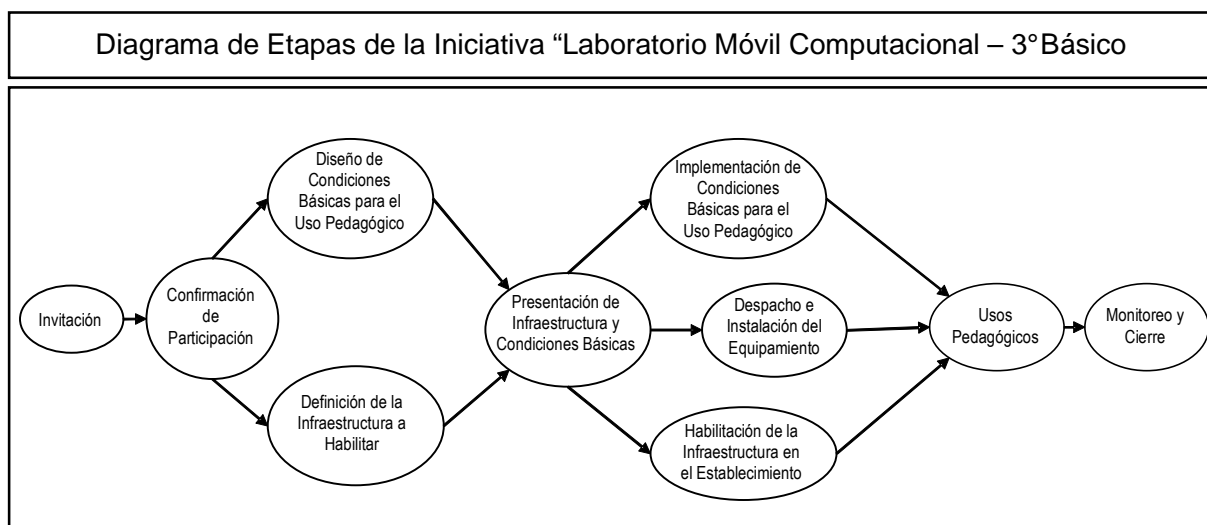 Diagrama de Etapas de la Iniciativa “Laboratorio Móvil Computacional – 3° Básico
Invitación
Confirmación
de
Participación
Diseño de
Condiciones
Básicas para el
Uso Pedagógico
Definición de la
Infraestructura a
Habilitar
Presentación de
Infraestructura y
Condiciones Básicas
Implementación de
Condiciones
Básicas para el
Uso Pedagógico
Despacho e
Instalación del
Equipamiento
Habilitación de la
Infraestructura en
el Establecimiento
Usos
Pedagógicos
Monitoreo y
Cierre